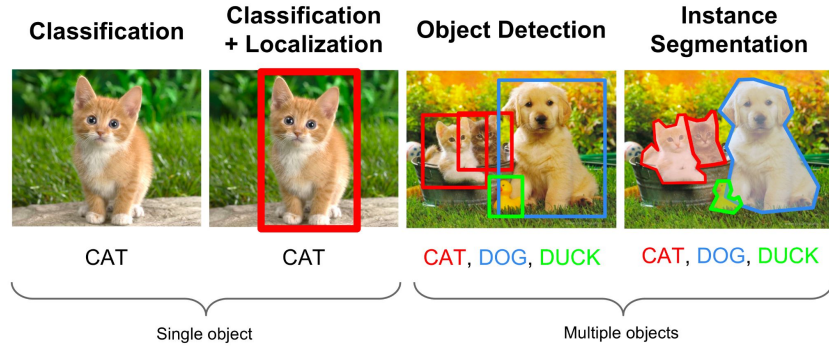 Classification
Classification
+ Localization
Object Detection
Instance
Segmentation
CAT
CAT
CAT, DOG, DUCK
CAT, DOG, DUCK
Single object
Multiple objects